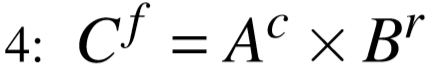 4: C^f = A^c × B^r